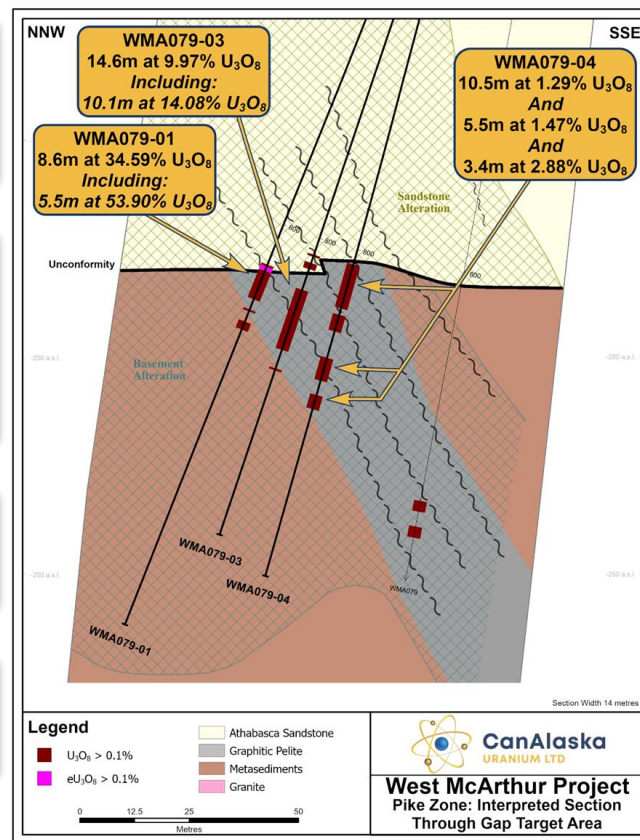 NNW
SSE
WMA079-03
14.6m at 9.97% U₃O₈
Including:
10.1m at 14.08% U₃O₈
WMA079-04
10.5m at 1.29% U₃O₈
And
5.5m at 1.47% U₃O₈
And
3.4m at 2.88% U₃O₈
WMA079-01
8.6m at 34.59% U₃O₈
Including:
5.5m at 53.90% U₃O₈
Sandstone
Alteration
800
800
800
800
Unconformity
-200 a.s.l.
-200 a.s.l.
Basement
Alteration
WMA079-03
-250 a.s.l.
-250 a.s.l.
WMA079-04
WMA079
WMA079-01
Section Width 14 metres
Legend
U₃O₈ > 0.1%
eU₃O₈ > 0.1%
Athabasca Sandstone
Graphitic Pelite
Metasediments
Granite
0 12.5 25 50
Metres
CanAlaska
URANIUM LTD
West McArthur Project
Pike Zone: Interpreted Section
Through Gap Target Area